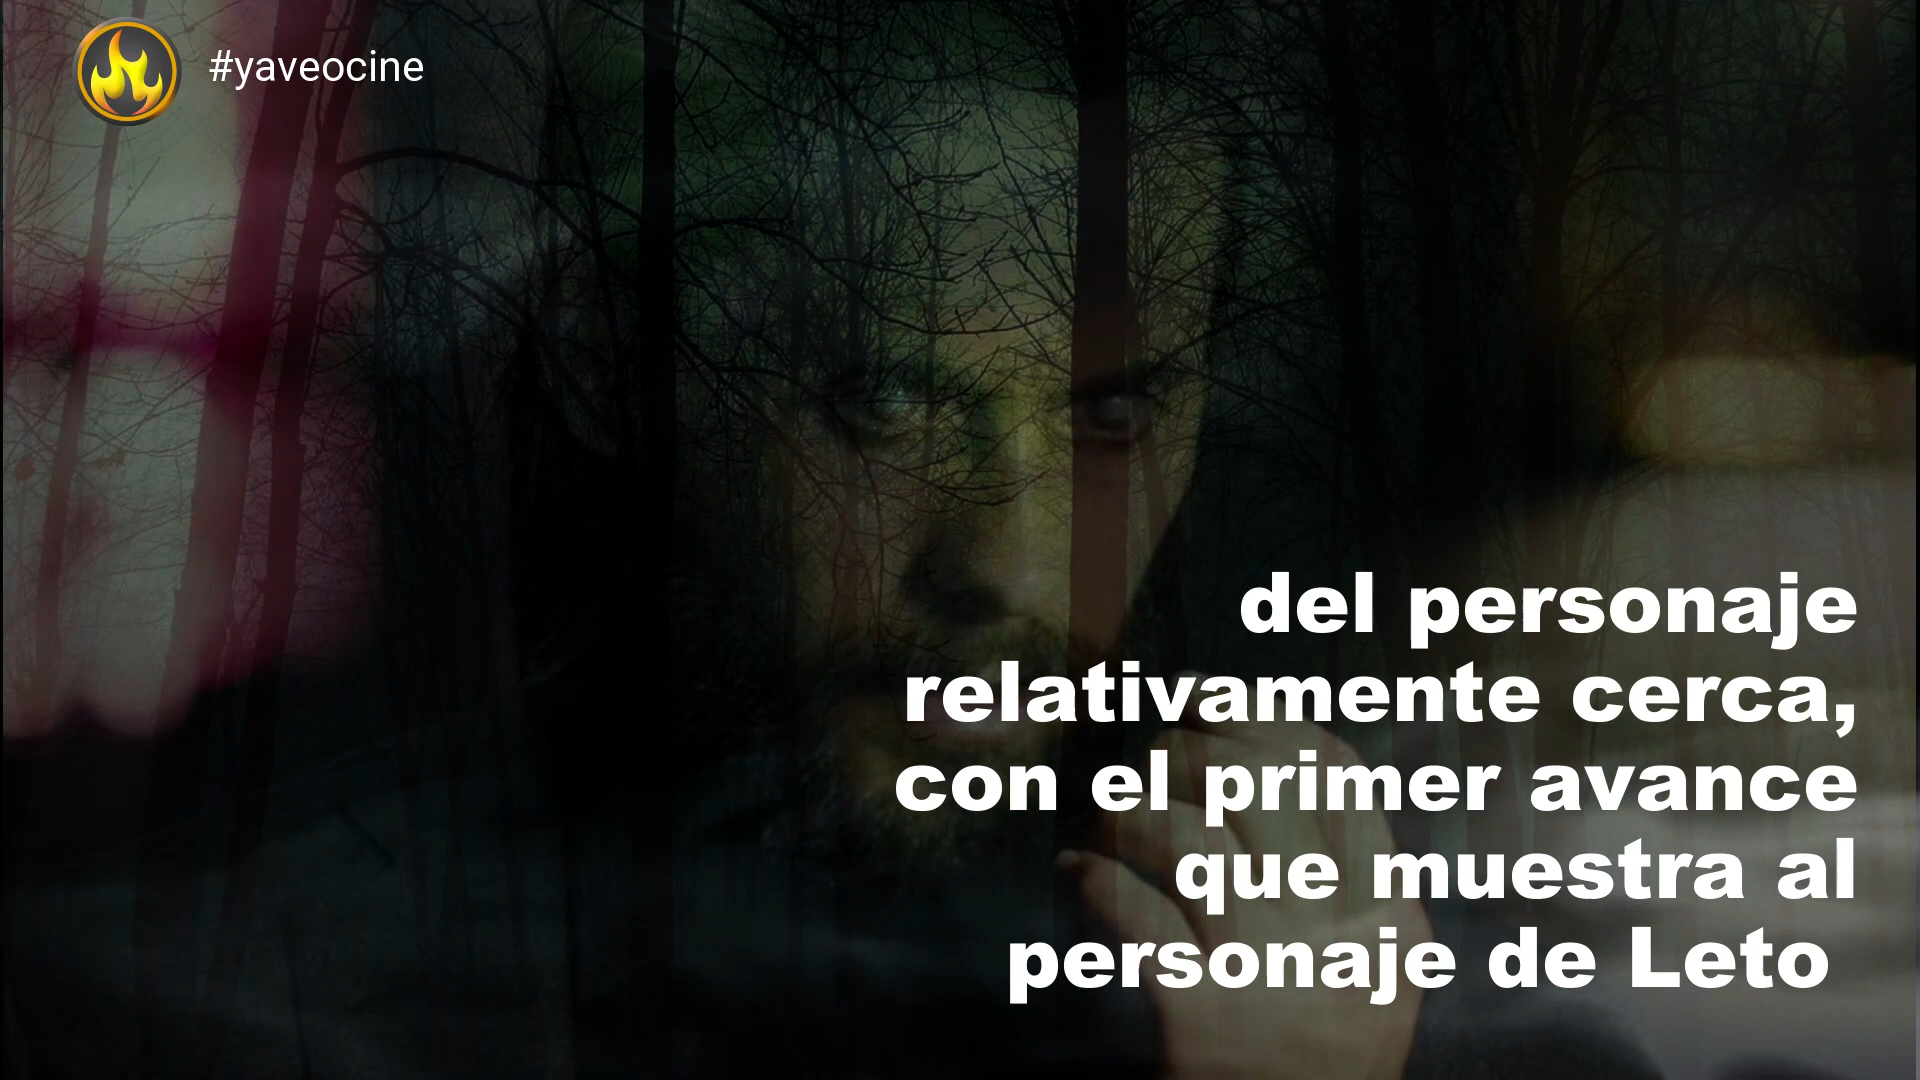 #yaveocine
del personaje
relativamente cerca,
con el primer avance
que muestra al
personaje de Leto